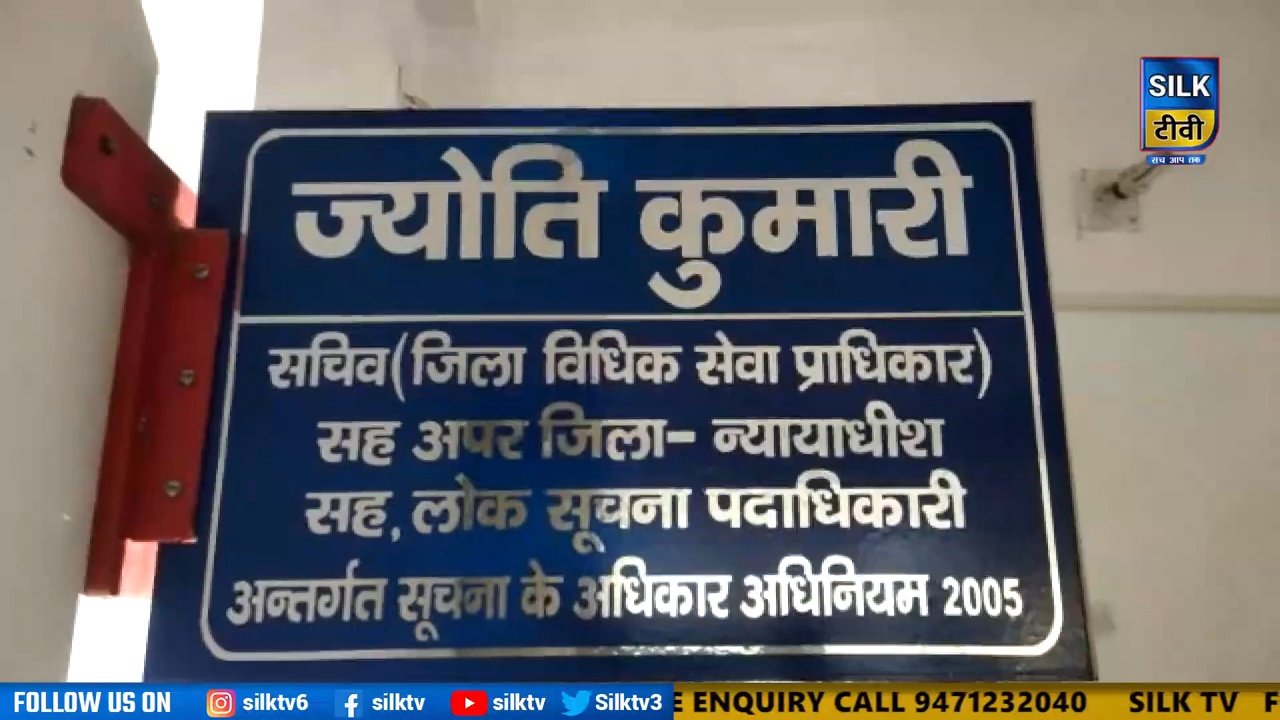 SILK
टीवी
सच आप तक
ज्योति कुमारी
सचिव(जिला विधिक सेवा प्राधिकार)
सह अपर जिला- न्यायाधीश
सह, लोक सूचना पदाधिकारी
अन्तर्गत सूचना के अधिकार अधिनियम 2005
FOLLOW US ON silktv6 silktv silktv Silktv3 E ENQUIRY CALL 9471232040 SILK TV F